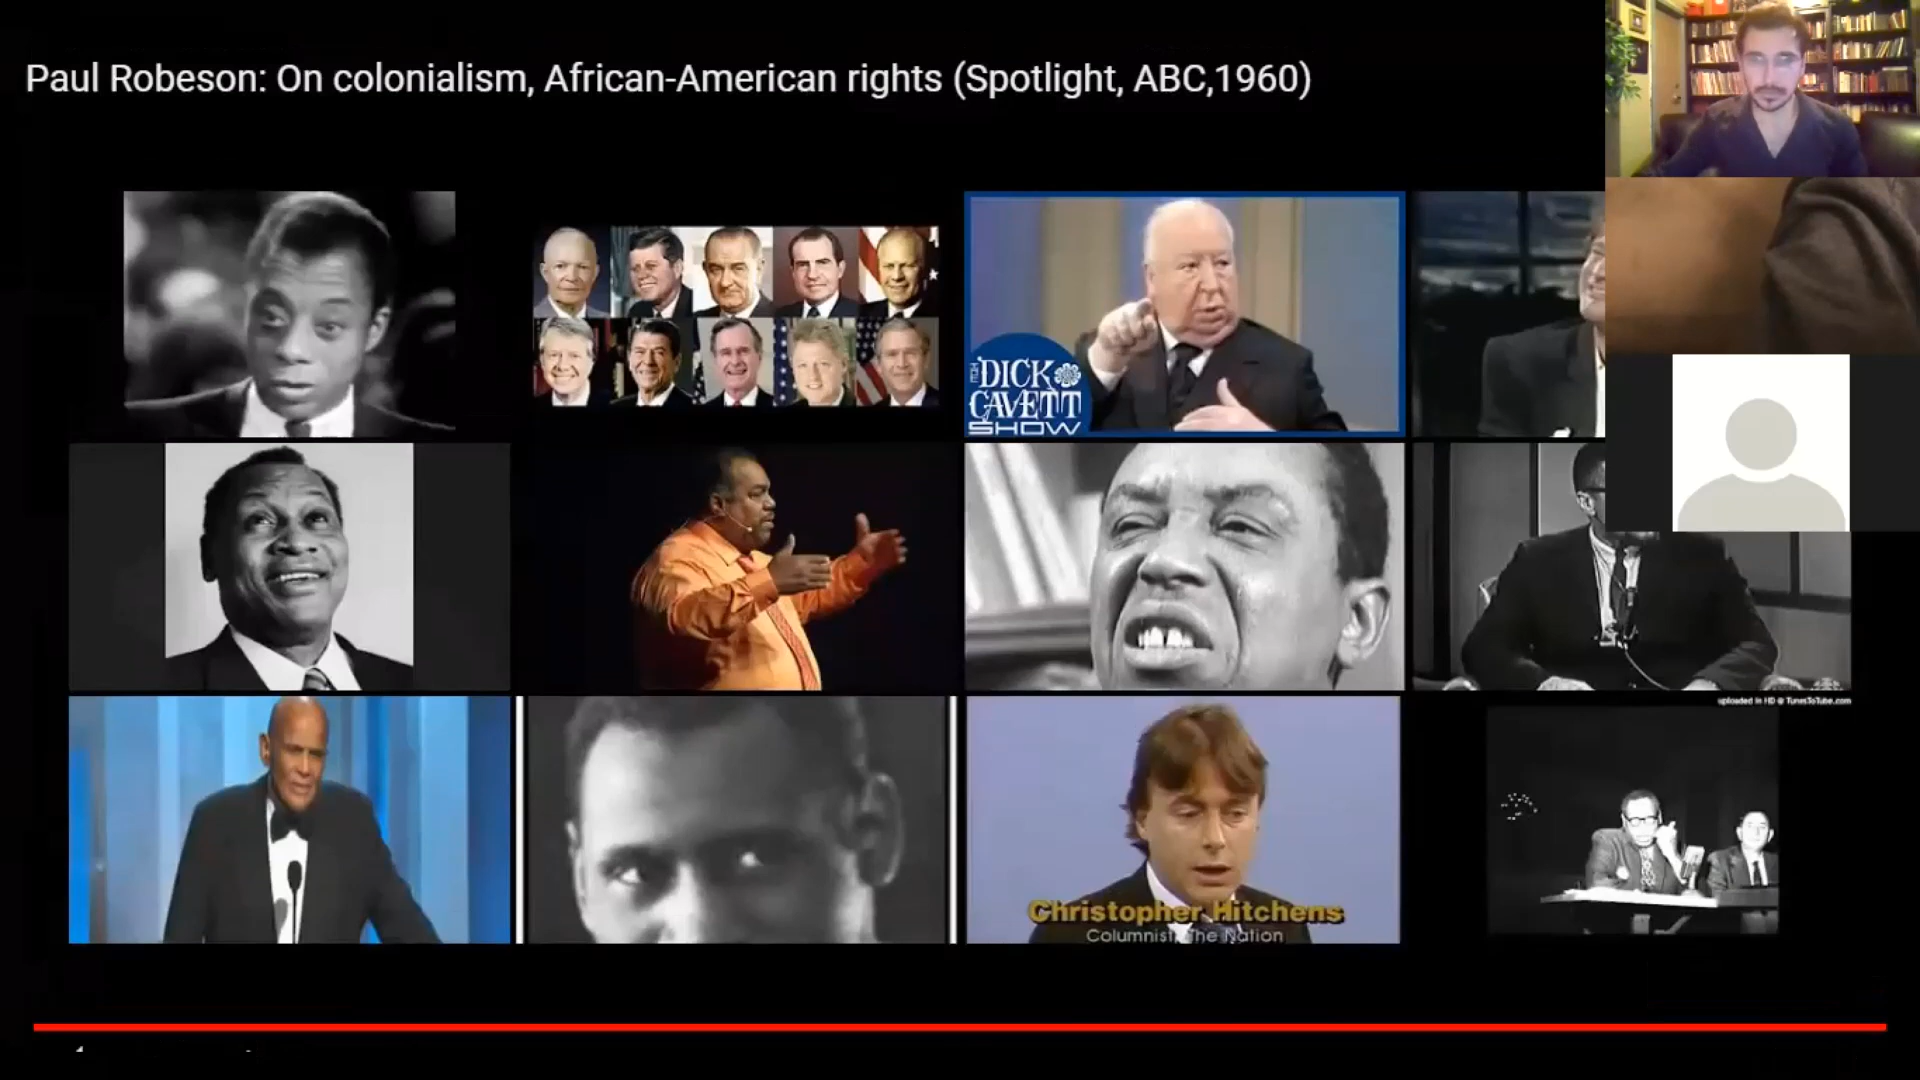 Paul Robeson: On colonialism, African-American rights (Spotlight, ABC,1960)
THE
DICK
CAVETT
SHOW
uploaded in HD @ TunesToTube.com
Christopher Hitchens
Columnist, The Nation